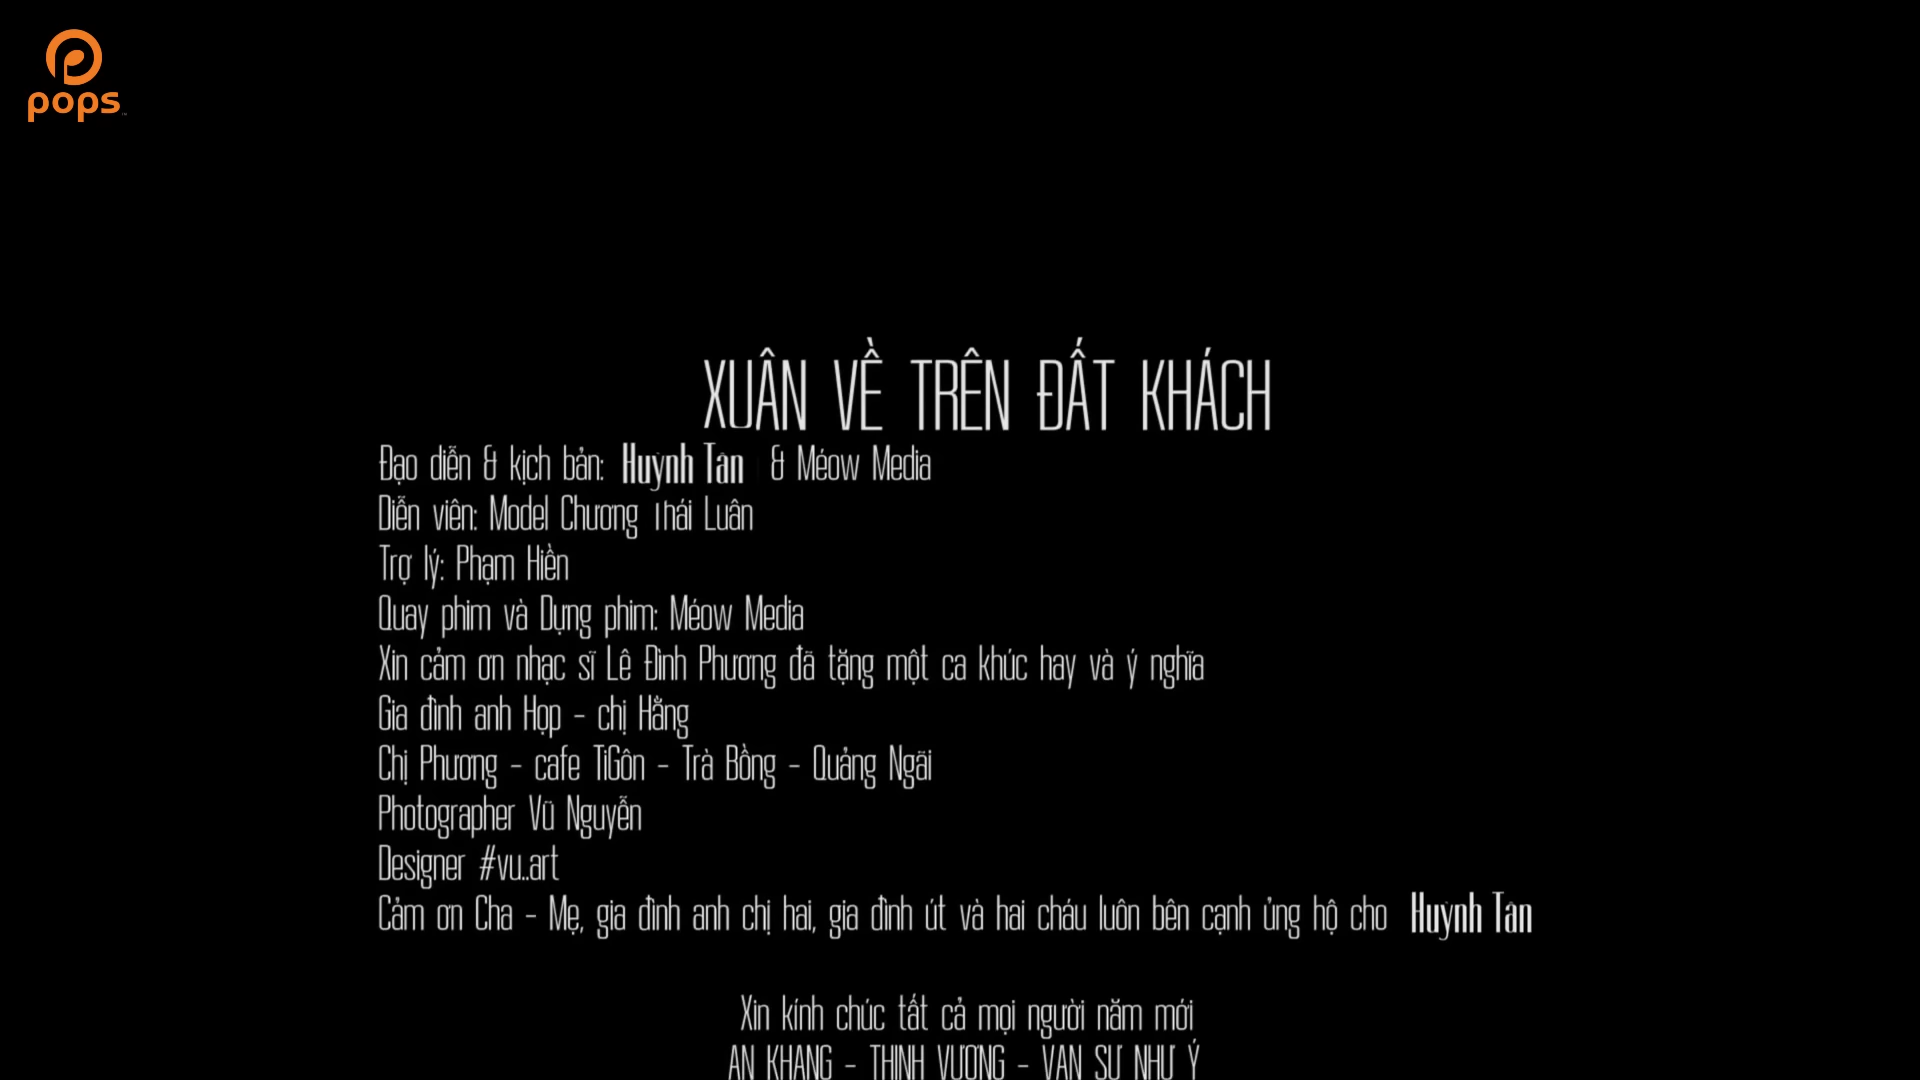 pops
XUÂN VỀ TRÊN ĐẤT KHÁCH
Đạo diễn & kịch bản: Huỳnh Tân & Méow Media
Diễn viên: Model Chương Thái Luân
Trợ lý: Phạm Hiền
Quay phim và Dựng phim: Méow Media
Xin cảm ơn nhạc sĩ Lê Đình Phương đã tặng một ca khúc hay và ý nghĩa
Gia đình anh Họp - chị Hằng
Chị Phương - cafe TiGôn - Trà Bồng - Quảng Ngãi
Photographer Vũ Nguyễn
Designer #vu..art
Cảm ơn Cha - Mẹ, gia đình anh chị hai, gia đình út và hai cháu luôn bên cạnh ủng hộ cho Huỳnh Tân
Xin kính chúc tất cả mọi người năm mới
AN KHANG - THỊNH VƯỢNG - VẠN SỰ NHƯ Ý